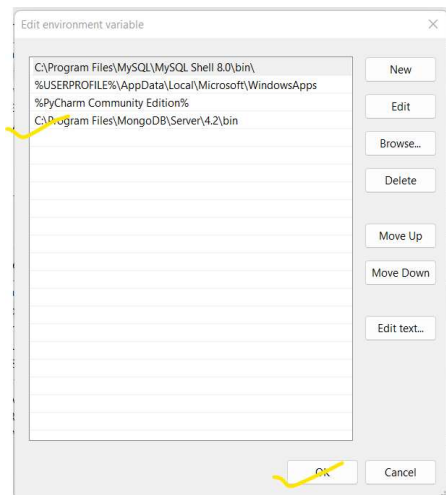 Edit environment variable
C:\Program Files\MySQL\MySQL Shell 8.0\bin\
%USERPROFILE%\AppData\Local\Microsoft\WindowsApps
%PyCharm Community Edition%
C:\Program Files\MongoDB\Server\4.2\bin
New
Edit
Browse...
Delete
Move Up
Move Down
Edit text...
OK
Cancel